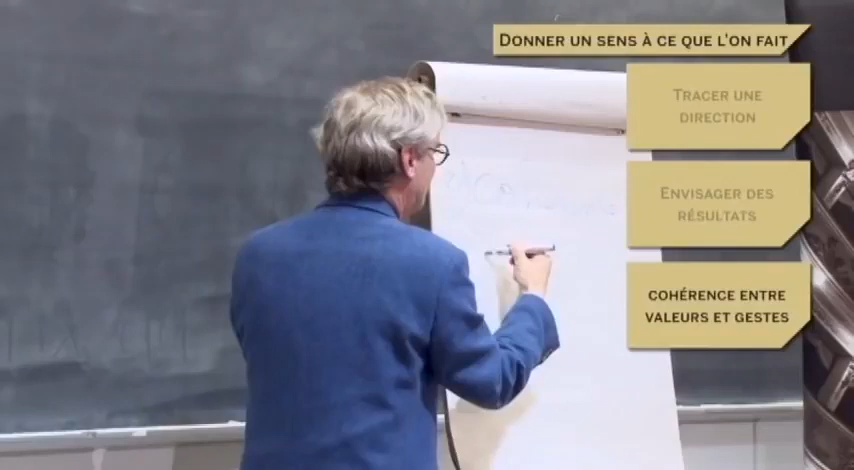 DONNER UN SENS À CE QUE L'ON FAIT
TRACER UNE
DIRECTION
ENVISAGER DES
RÉSULTATS
COHÉRENCE ENTRE
VALEURS ET GESTES